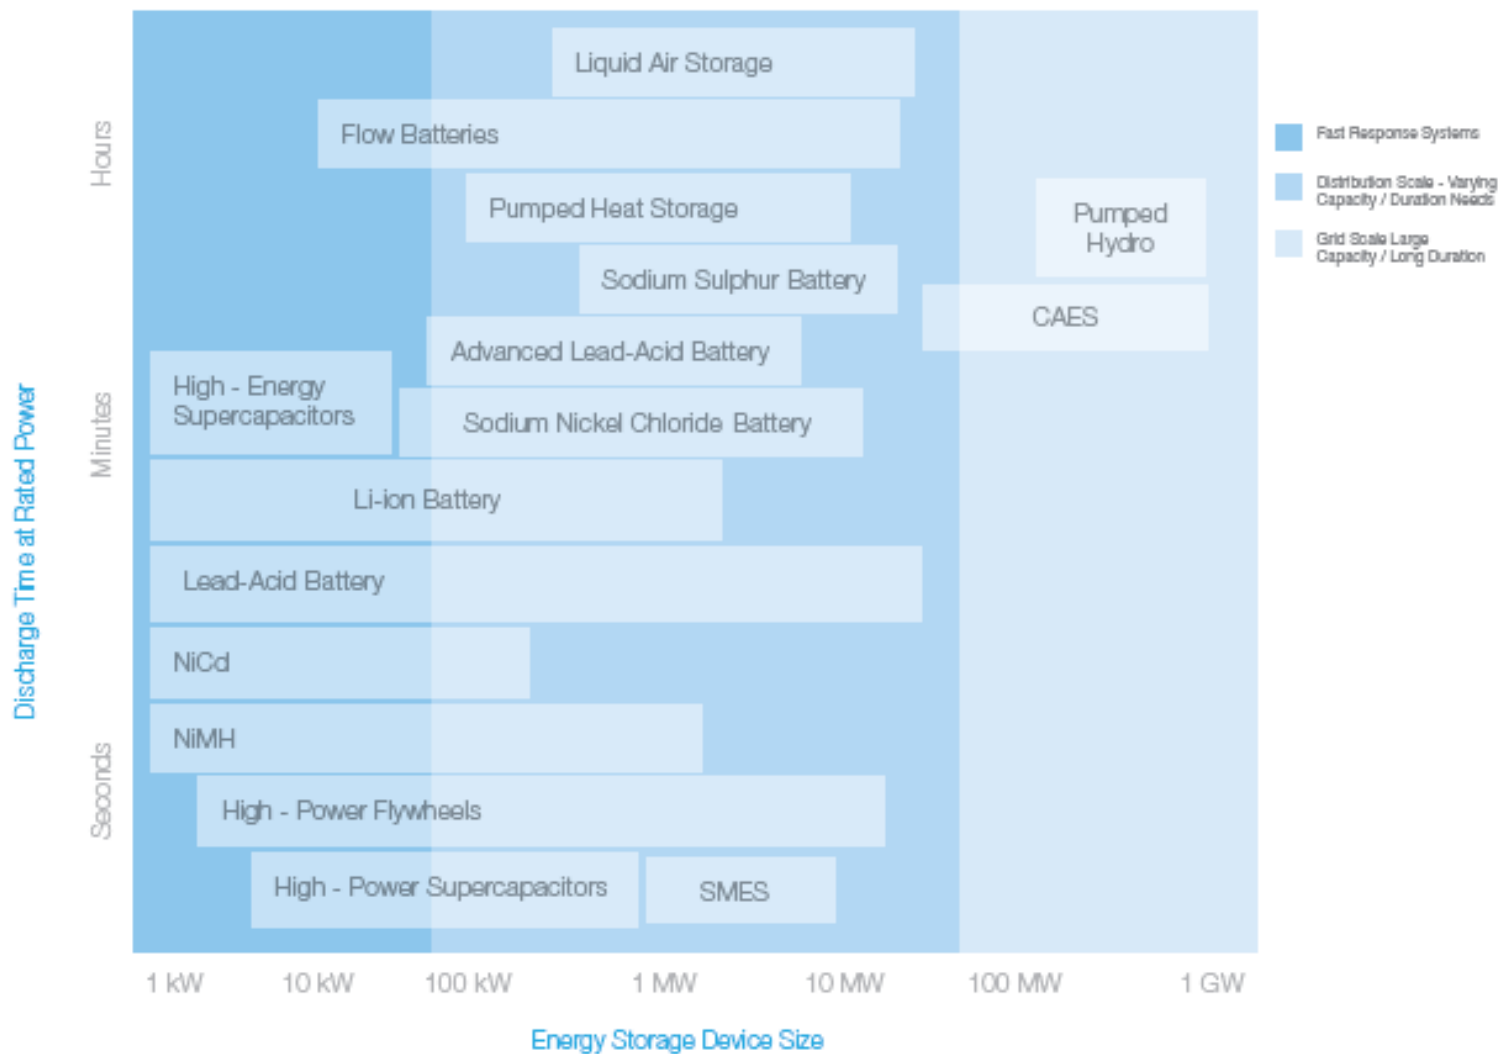 Liquid Air Storage
Flow Batteries
Pumped Heat Storage
Sodium Sulphur Battery
Pumped
Hydro
CAES
Advanced Lead-Acid Battery
High - Energy
Supercapacitors
Sodium Nickel Chloride Battery
Li-ion Battery
Lead-Acid Battery
NiCd
NiMH
High - Power Flywheels
High - Power Supercapacitors
SMES
Discharge Time at Rated Power
Hours
Minutes
Seconds
1 kW
10 kW
100 kW
1 MW
10 MW
100 MW
1 GW
Energy Storage Device Size
Fast Response Systems
Distribution Scale - Varying
Capacity / Duration Needs
Grid Scale Large
Capacity / Long Duration